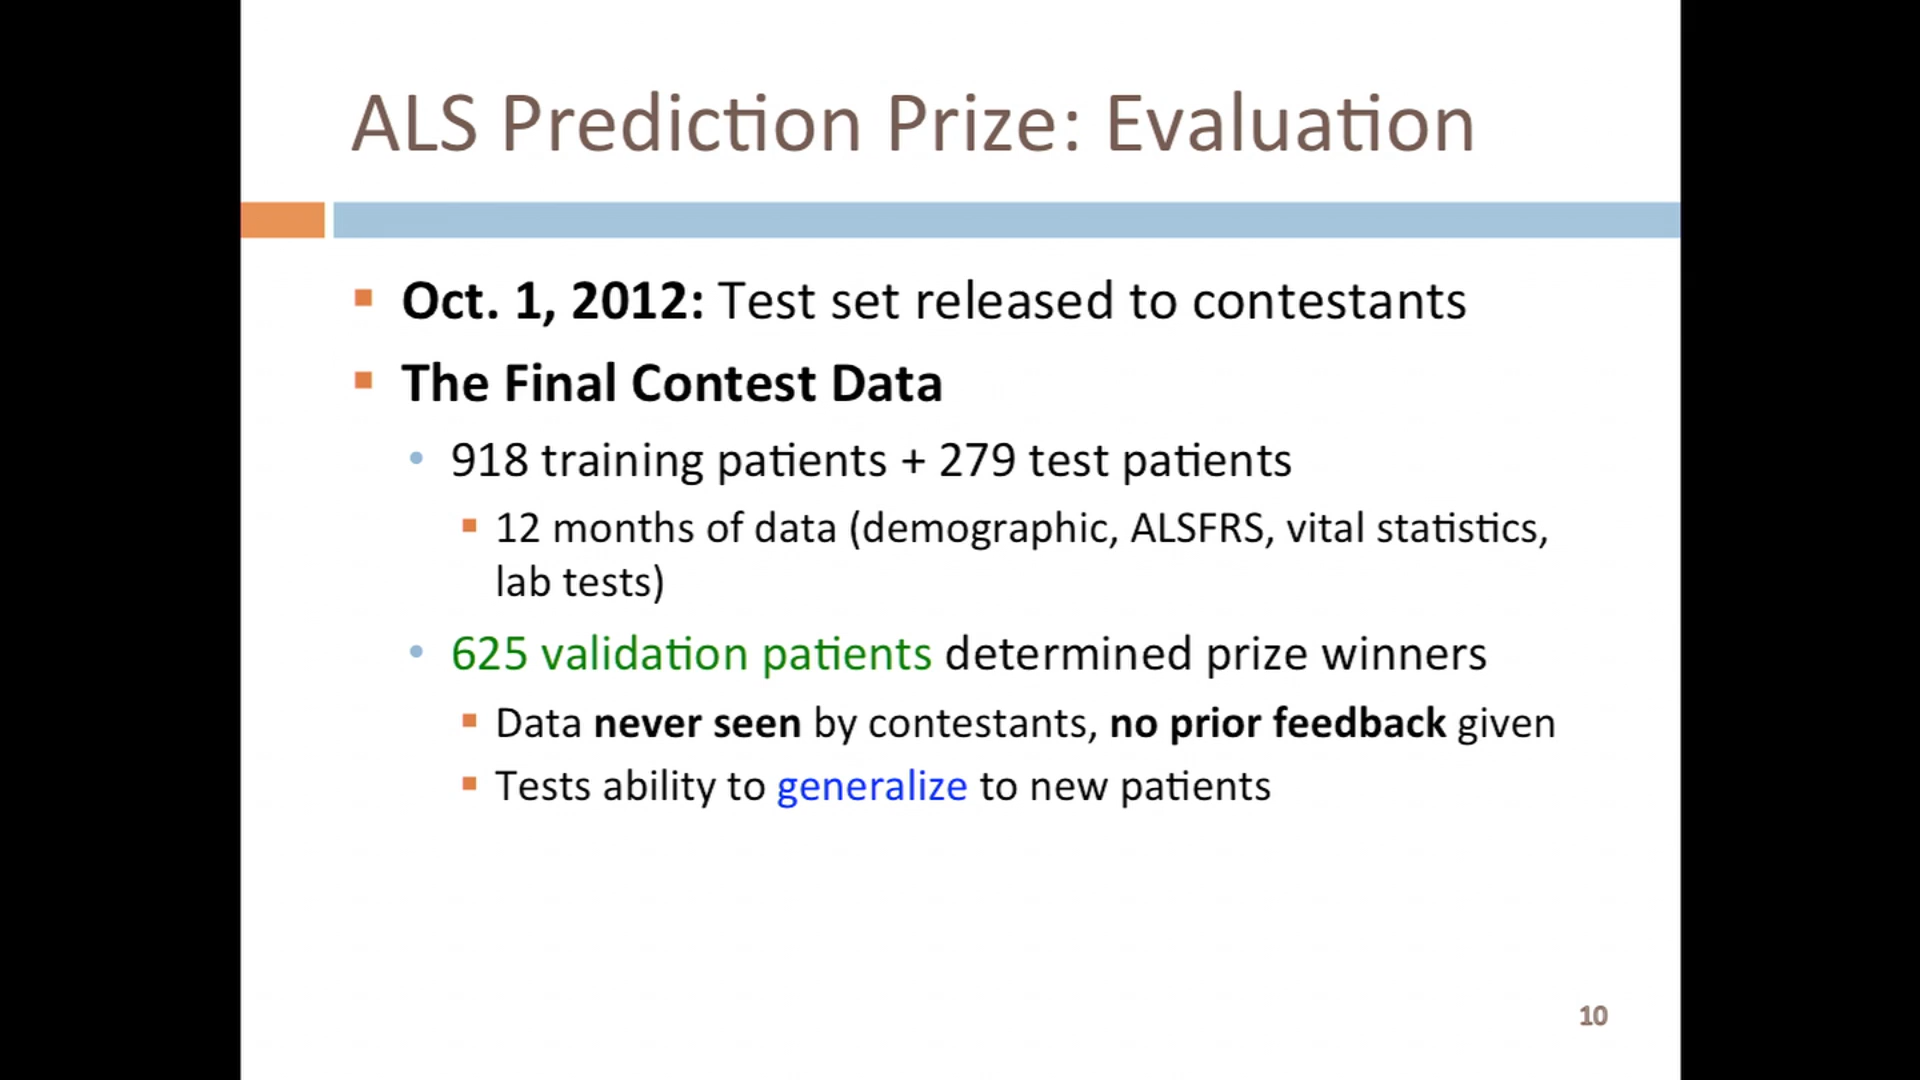 ALS Prediction Prize: Evaluation
Oct. 1, 2012: Test set released to contestants
The Final Contest Data
918 training patients + 279 test patients
12 months of data (demographic, ALSFRS, vital statistics,
lab tests)
625 validation patients determined prize winners
Data never seen by contestants, no prior feedback given
Tests ability to generalize to new patients
10